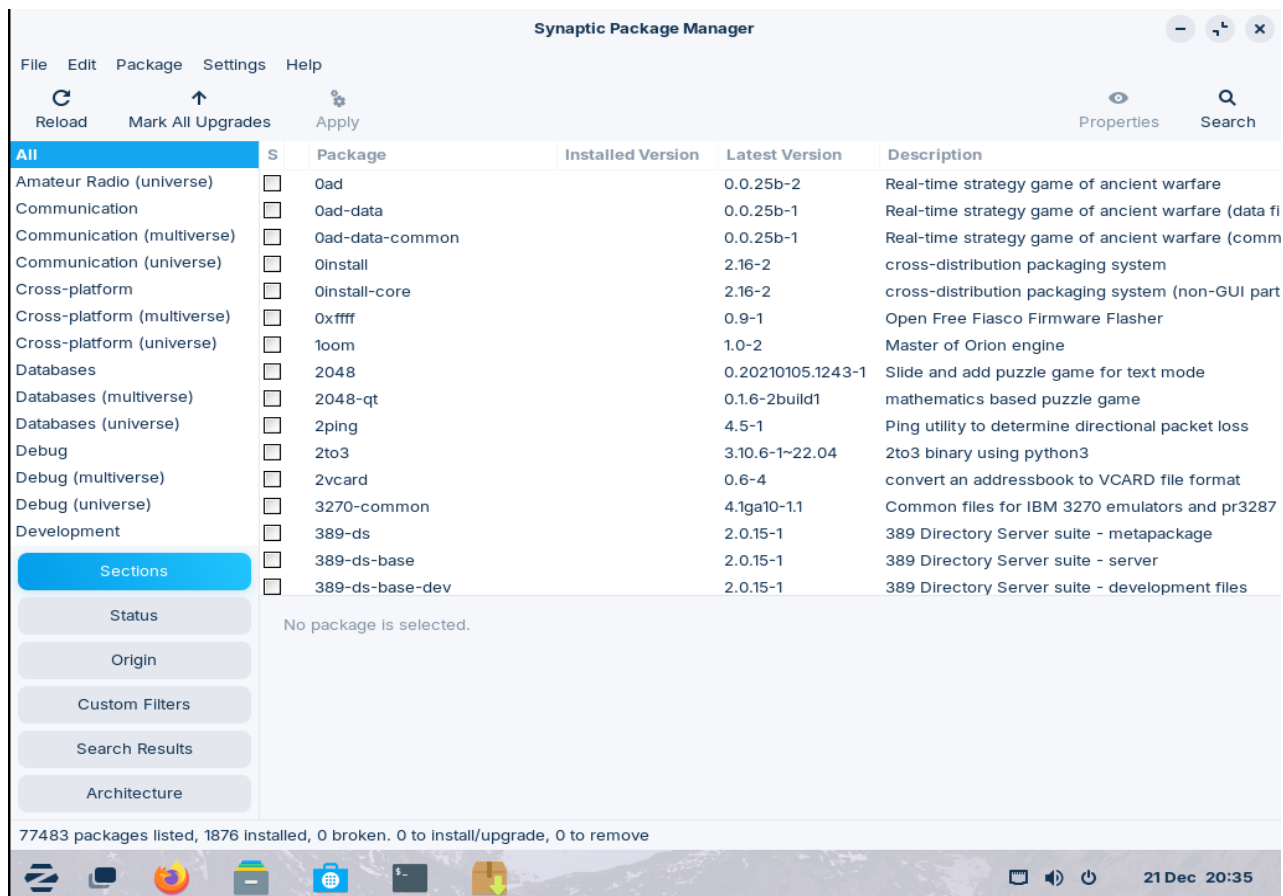 Synaptic Package Manager
File Edit Package Settings Help
Reload Mark All Upgrades Apply Properties Search
All
Amateur Radio (universe)
Communication
Communication (multiverse)
Communication (universe)
Cross-platform
Cross-platform (multiverse)
Cross-platform (universe)
Databases
Databases (multiverse)
Databases (universe)
Debug
Debug (multiverse)
Debug (universe)
Development
Sections
Status
Origin
Custom Filters
Search Results
Architecture
S Package Installed Version Latest Version Description
0ad 0.0.25b-2 Real-time strategy game of ancient warfare
0ad-data 0.0.25b-1 Real-time strategy game of ancient warfare (data fi
0ad-data-common 0.0.25b-1 Real-time strategy game of ancient warfare (comm
0install 2.16-2 cross-distribution packaging system
0install-core 2.16-2 cross-distribution packaging system (non-GUI part
0xffff 0.9-1 Open Free Fiasco Firmware Flasher
1oom 1.0-2 Master of Orion engine
2048 0.20210105.1243-1 Slide and add puzzle game for text mode
2048-qt 0.1.6-2build1 mathematics based puzzle game
2ping 4.5-1 Ping utility to determine directional packet loss
2to3 3.10.6-1~22.04 2to3 binary using python3
2vcard 0.6-4 convert an addressbook to VCARD file format
3270-common 4.1ga10-1.1 Common files for IBM 3270 emulators and pr3287
389-ds 2.0.15-1 389 Directory Server suite - metapackage
389-ds-base 2.0.15-1 389 Directory Server suite - server
389-ds-base-dev 2.0.15-1 389 Directory Server suite - development files
No package is selected.
77483 packages listed, 1876 installed, 0 broken. 0 to install/upgrade, 0 to remove
$_
21 Dec 20:35